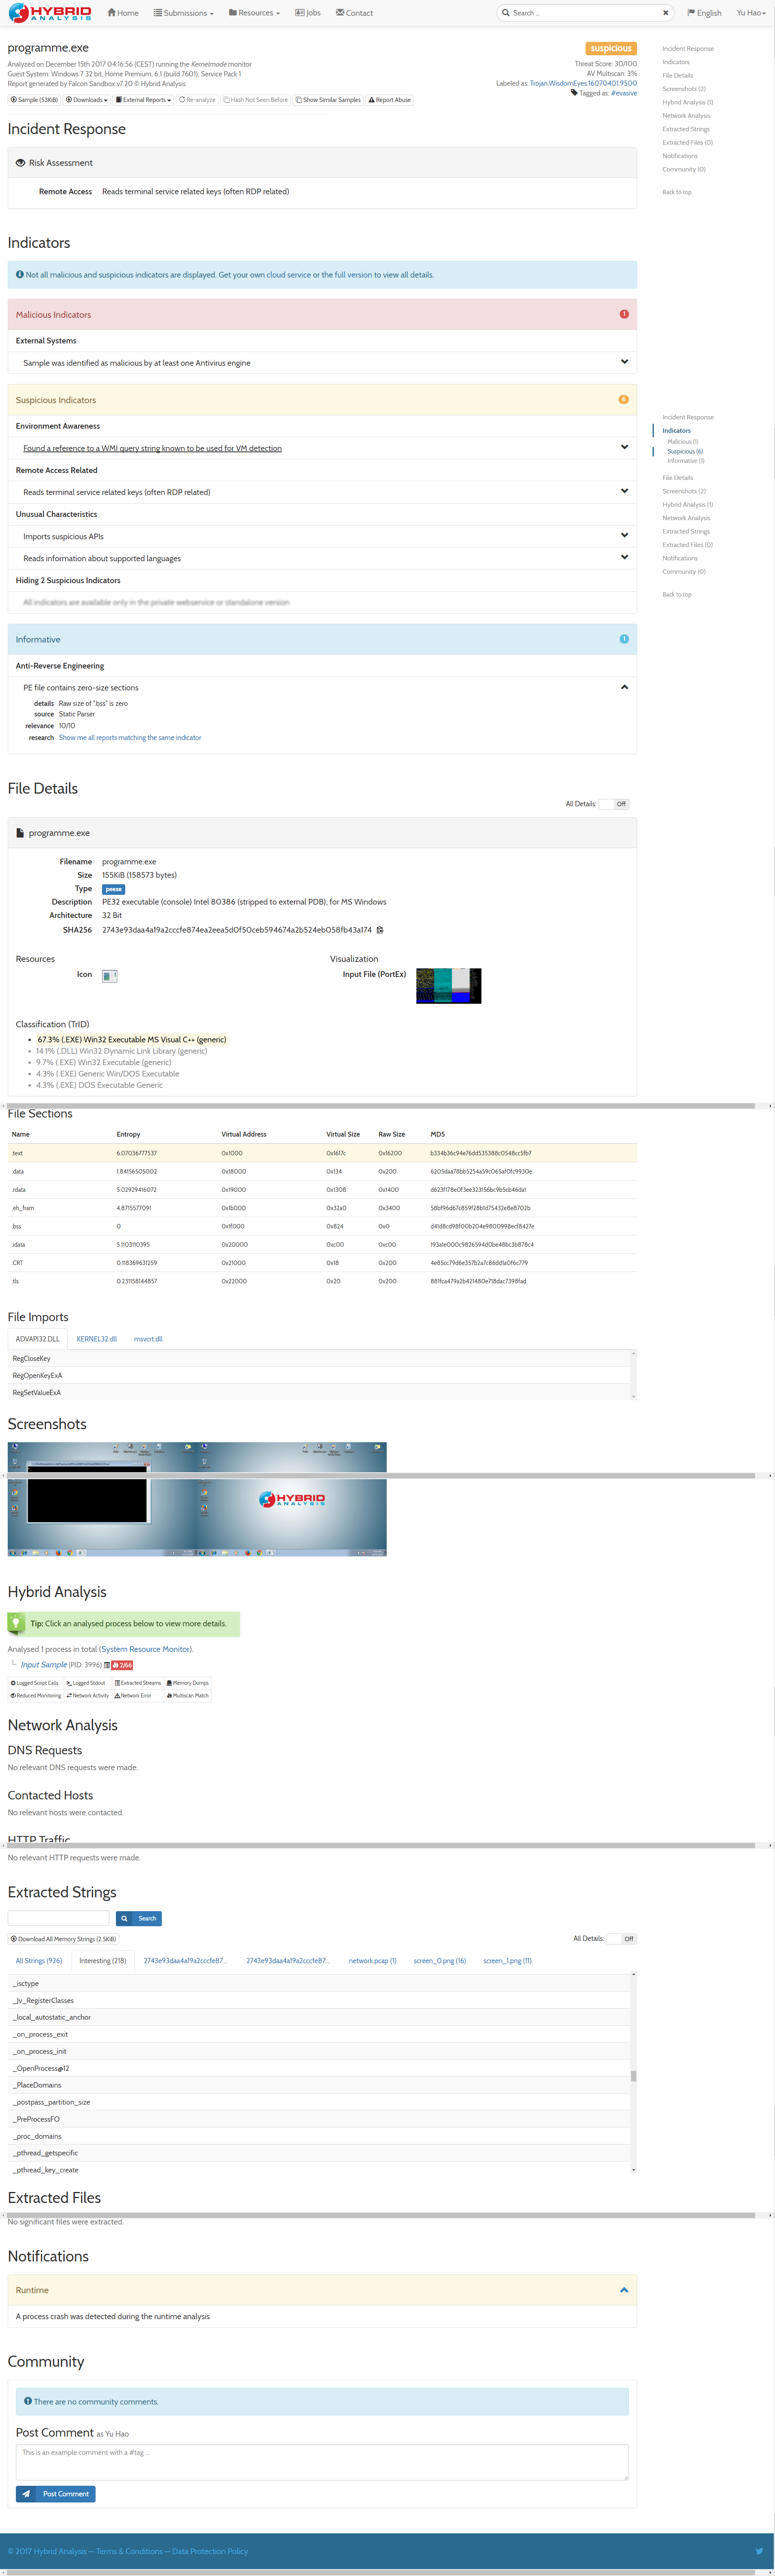 HYBRID ANALYSIS Home Submissions Resources Jobs Contact Search ... English Yu Hao
programme.exe
suspicious
Analyzed on December 15th 2017 04:16:56 (CEST) running the Kernelmode monitor
Guest System: Windows 7 32 bit, Home Premium, 6.1 (build 7601), Service Pack 1
Report generated by Falcon Sandbox v7.20 © Hybrid Analysis
Threat Score: 30/100
AV Multiscan: 3%
Labeled as: Trojan.WisdomEyes.16070401.9500
Tagged as: #evasive
Sample (53KiB) Downloads External Reports Re-analyze Hash Not Seen Before Show Similar Samples Report Abuse
Incident Response
Indicators
File Details
Screenshots (2)
Hybrid Analysis (1)
Network Analysis
Extracted Strings
Extracted Files (0)
Notifications
Community (0)
Back to top
Incident Response
Risk Assessment
Remote Access Reads terminal service related keys (often RDP related)
Indicators
Not all malicious and suspicious indicators are displayed. Get your own cloud service or the full version to view all details.
Malicious Indicators 1
External Systems
Sample was identified as malicious by at least one Antivirus engine
Suspicious Indicators 6
Environment Awareness
Found a reference to a WMI query string known to be used for VM detection
Remote Access Related
Reads terminal service related keys (often RDP related)
Unusual Characteristics
Imports suspicious APIs
Reads information about supported languages
Hiding 2 Suspicious Indicators
All indicators are available only in the private webservice or standalone version
Incident Response
Indicators
Malicious (1)
Suspicious (6)
Informative (1)
File Details
Screenshots (2)
Hybrid Analysis (1)
Network Analysis
Extracted Strings
Extracted Files (0)
Notifications
Community (0)
Back to top
Informative 1
Anti-Reverse Engineering
PE file contains zero-size sections
details Raw size of ".bss" is zero
source Static Parser
relevance 10/10
research Show me all reports matching the same indicator
File Details
All Details: Off
programme.exe
Filename programme.exe
Size 155KiB (158573 bytes)
Type peexe
Description PE32 executable (console) Intel 80386 (stripped to external PDB), for MS Windows
Architecture 32 Bit
SHA256 2743e93daa4a19a2cccfe874ea2eea5d0f50ceb594674a2b524eb058fb43a174
Resources
Icon
Visualization
Input File (PortEx)
Classification (TrID)
67.3% (.EXE) Win32 Executable MS Visual C++ (generic)
14.1% (.DLL) Win32 Dynamic Link Library (generic)
9.7% (.EXE) Win32 Executable (generic)
4.3% (.EXE) Generic Win/DOS Executable
4.3% (.EXE) DOS Executable Generic
File Sections
Name Entropy Virtual Address Virtual Size Raw Size MD5
.text 6.07036777537 0x1000 0x1617c 0x16200 b334b36c94e76dd535388c0548cc5fb7
.data 1.84156505002 0x18000 0x134 0x200 6205daa78bb5254a59c065af0fc9930e
.rdata 5.02929416072 0x19000 0x1308 0x1400 d623f178e0f3ee323156bc9b5cb46da1
.eh_fram 4.8715577091 0x1b000 0x32a0 0x3400 58bf96d67c859f28b1d75432e8e8702b
.bss 0 0x1f000 0x824 0x0 d41d8cd98f00b204e9800998ecf8427e
.idata 5.1103110395 0x20000 0xc00 0xc00 193a1e000c9826594d0be48bc3b878c4
.CRT 0.118369631259 0x21000 0x18 0x200 4e85cc79d6e357b2a7c86dd1a0f6c779
.tls 0.231158144857 0x22000 0x20 0x200 881fca479a2b421480e718dac7398fad
File Imports
ADVAPI32.DLL KERNEL32.dll msvcrt.dll
RegCloseKey
RegOpenKeyExA
RegSetValueExA
Screenshots
HYBRID ANALYSIS
Hybrid Analysis
Tip: Click an analysed process below to view more details.
Analysed 1 process in total (System Resource Monitor).
Input Sample (PID: 3996) 2/66
Logged Script Calls Logged Stdout Extracted Streams Memory Dumps
Reduced Monitoring Network Activity Network Error Multiscan Match
Network Analysis
DNS Requests
No relevant DNS requests were made.
Contacted Hosts
No relevant hosts were contacted.
HTTP Traffic
No relevant HTTP requests were made.
Extracted Strings
Search
Download All Memory Strings (2.5KiB)
All Details: Off
All Strings (926) Interesting (218) 2743e93daa4a19a2cccfe87... 2743e93daa4a19a2cccfe87... network.pcap (1) screen_0.png (16) screen_1.png (11)
_isctype
_Jv_RegisterClasses
_local_autostatic_anchor
_on_process_exit
_on_process_init
_OpenProcess@12
_PlaceDomains
_postpass_partition_size
_PreProcessFO
_proc_domains
_pthread_getspecific
_pthread_key_create
Extracted Files
No significant files were extracted.
Notifications
Runtime
A process crash was detected during the runtime analysis
Community
There are no community comments.
Post Comment as Yu Hao
This is an example comment with a #tag ...
Post Comment
© 2017 Hybrid Analysis — Terms & Conditions — Data Protection Policy